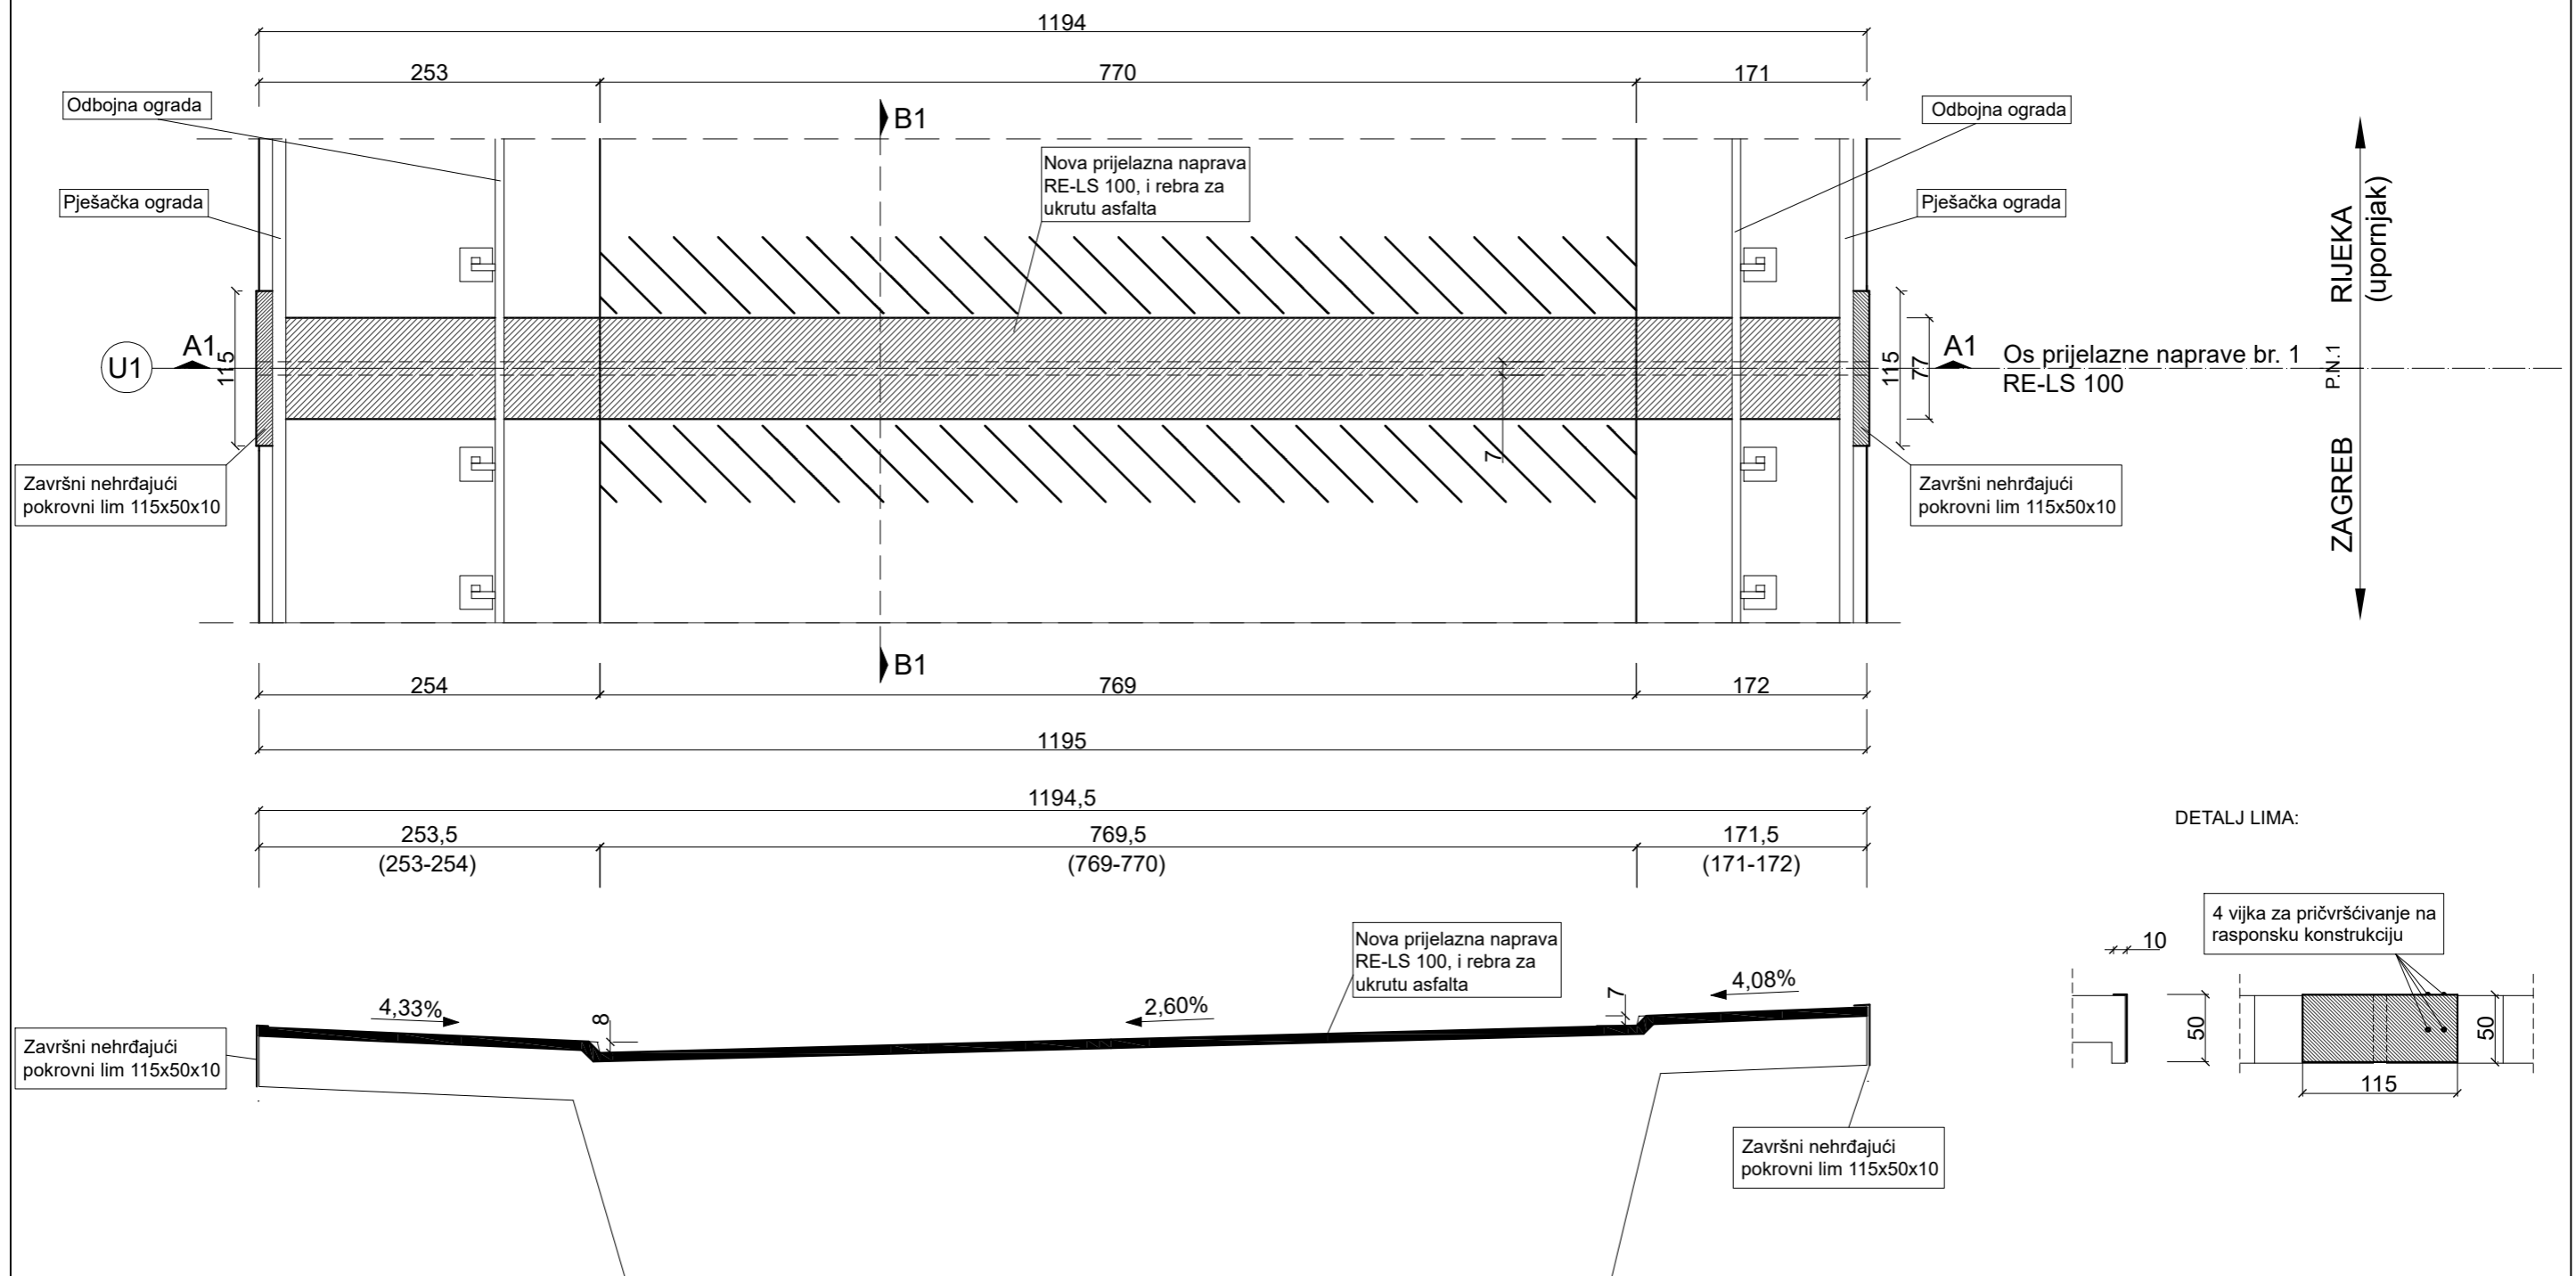 1194
253
770
171
Odbojna ograda
B1
Odbojna ograda
Nova prijelazna naprava
RE-LS 100, i rebra za
ukrutu asfalta
Pješačka ograda
Pješačka ograda
RIJEKA
(upornjak)
U1
A1
115
7
115
77
A1
Os prijelazne naprave br. 1
RE-LS 100
P.N.1
ZAGREB
Završni nehrđajući
pokrovni lim 115x50x10
Završni nehrđajući
pokrovni lim 115x50x10
B1
254
769
172
1195
1194,5
253,5
(253-254)
769,5
(769-770)
171,5
(171-172)
DETALJ LIMA:
4 vijka za pričvršćivanje na
rasponsku konstrukciju
10
50
50
115
Nova prijelazna naprava
RE-LS 100, i rebra za
ukrutu asfalta
4,33%
8
2,60%
7
4,08%
Završni nehrđajući
pokrovni lim 115x50x10
Završni nehrđajući
pokrovni lim 115x50x10